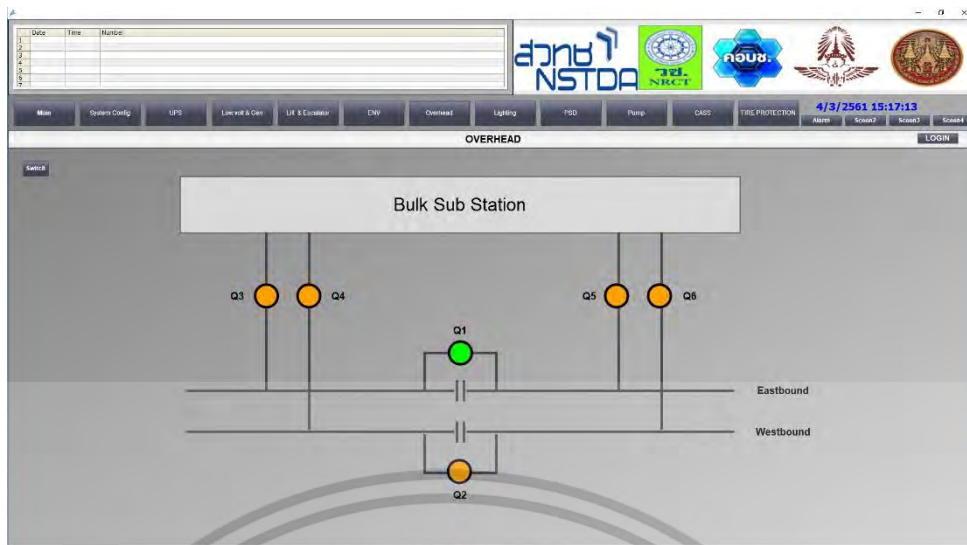 Date Time Number
1
2
3
4
5
6
7
สวทช
NSTDA
วช.
NRCT
คอบช.
Main System Config UPS Low volt & Gen Lift & Escalator ENV Overhead Lighting PSD Pump CASS FIRE PROTECTION
4/3/2561 15:17:13
Alarm Screen2 Screen3 Screen4
OVERHEAD
LOGIN
Switch
Bulk Sub Station
Q3 Q4 Q5 Q6
Q1
Eastbound
Westbound
Q2